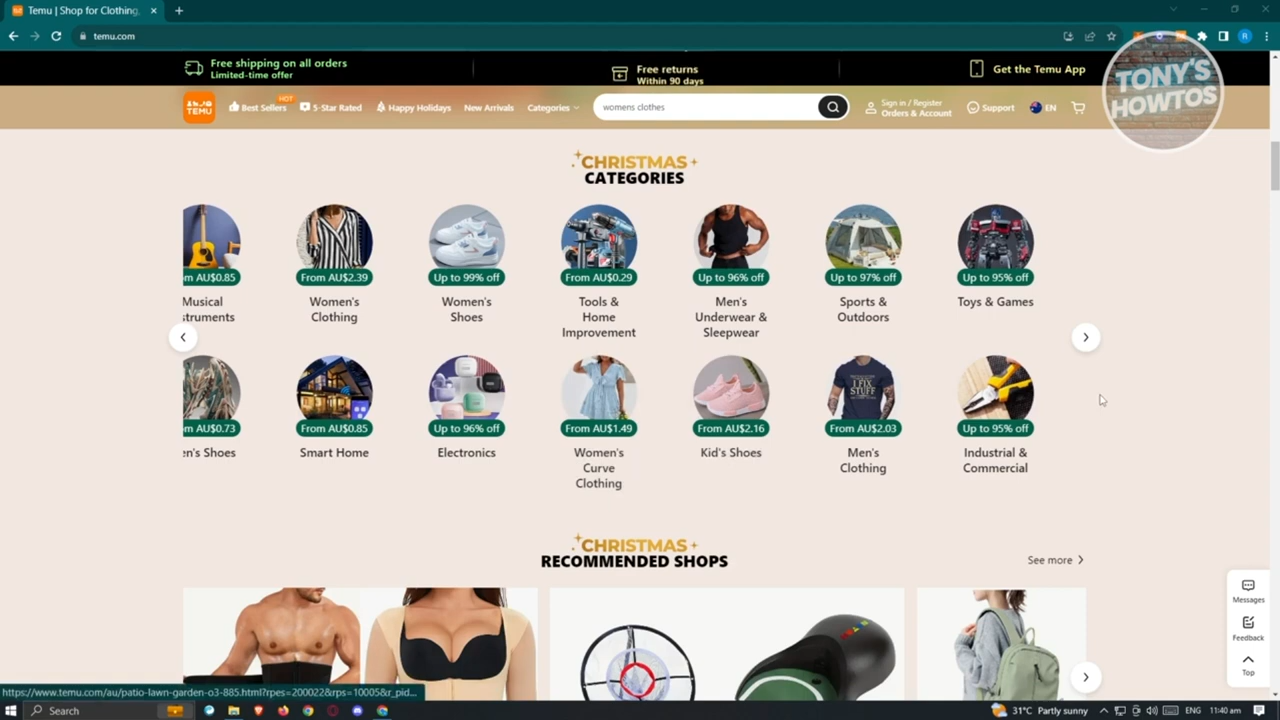 Temu | Shop for Clothing,
temu.com
Free shipping on all orders
Limited-time offer
Free returns
Within 90 days
Get the Temu App
TONY'S
HOWTOS
TEMU
Best Sellers
HOT
5-Star Rated
Happy Holidays
New Arrivals
Categories
womens clothes
Sign in / Register
Orders & Account
Support
EN
CHRISTMAS
CATEGORIES
om AU$0.85
From AU$2.39
Up to 99% off
From AU$0.29
Up to 96% off
Up to 97% off
Up to 95% off
Musical
struments
Women's
Clothing
Women's
Shoes
Tools &
Home
Improvement
Men's
Underwear &
Sleepwear
Sports &
Outdoors
Toys & Games
I FIX
STUFF
om AU$0.73
From AU$0.85
Up to 96% off
From AU$1.49
From AU$2.16
From AU$2.03
Up to 95% off
en's Shoes
Smart Home
Electronics
Women's
Curve
Clothing
Kid's Shoes
Men's
Clothing
Industrial &
Commercial
CHRISTMAS
RECOMMENDED SHOPS
See more
Messages
Feedback
Top
https://www.temu.com/au/patio-lawn-garden-o3-885.html?rpes=200022&rps=10005&r_pid...
Search
31°C Partly sunny
ENG
11:40 am